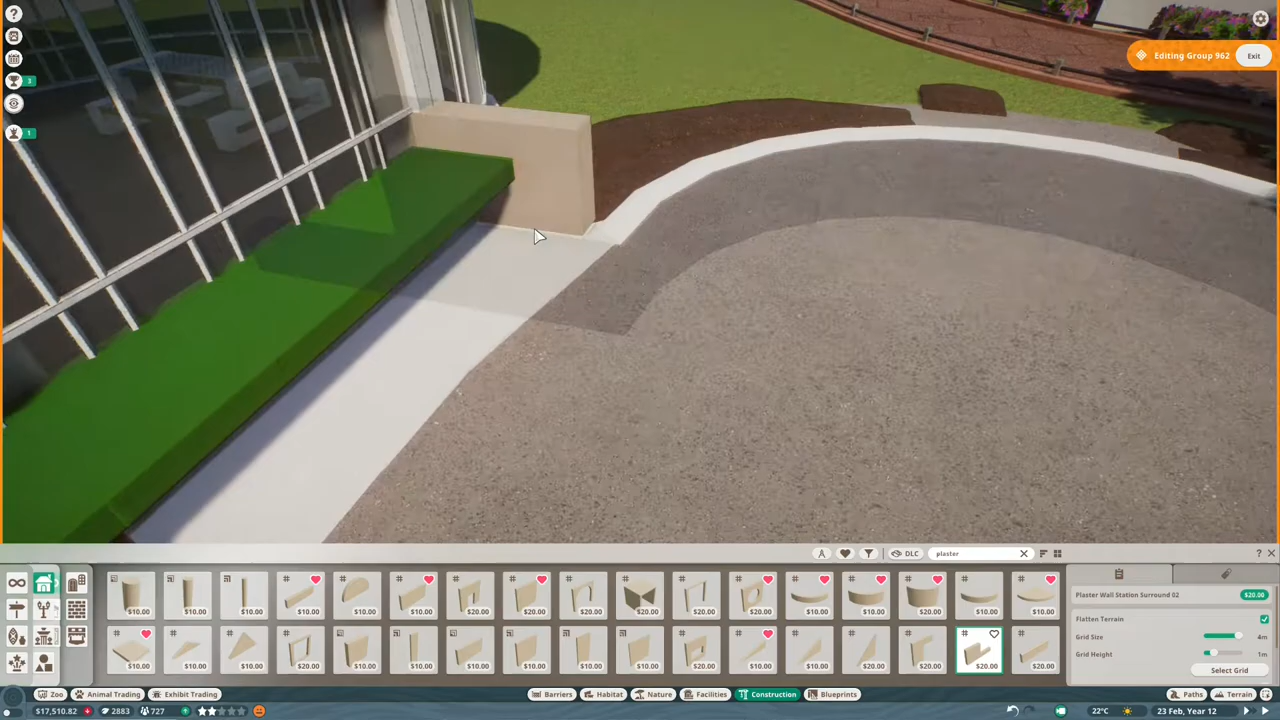 ?
Editing Group 962 Exit
3
1
DLC plaster
?
$10.00 $10.00 $10.00 $10.00 $10.00 $10.00 $10.00 $20.00 $20.00 $20.00 $20.00 $20.00 $10.00 $10.00 $20.00 $10.00 $10.00
Plaster Wall Station Surround 02 $20.00
Flatten Terrain
Grid Size 4m
Grid Height 1m
Select Grid
$10.00 $10.00 $10.00 $20.00 $10.00 $10.00 $10.00 $10.00 $20.00 $20.00 $20.00 $10.00 $10.00 $20.00 $20.00 $20.00 $20.00
Zoo Animal Trading Exhibit Trading Barriers Habitat Nature Facilities Construction Blueprints Paths Terrain
$17,510.82 2883 727 22°C 23 Feb, Year 12